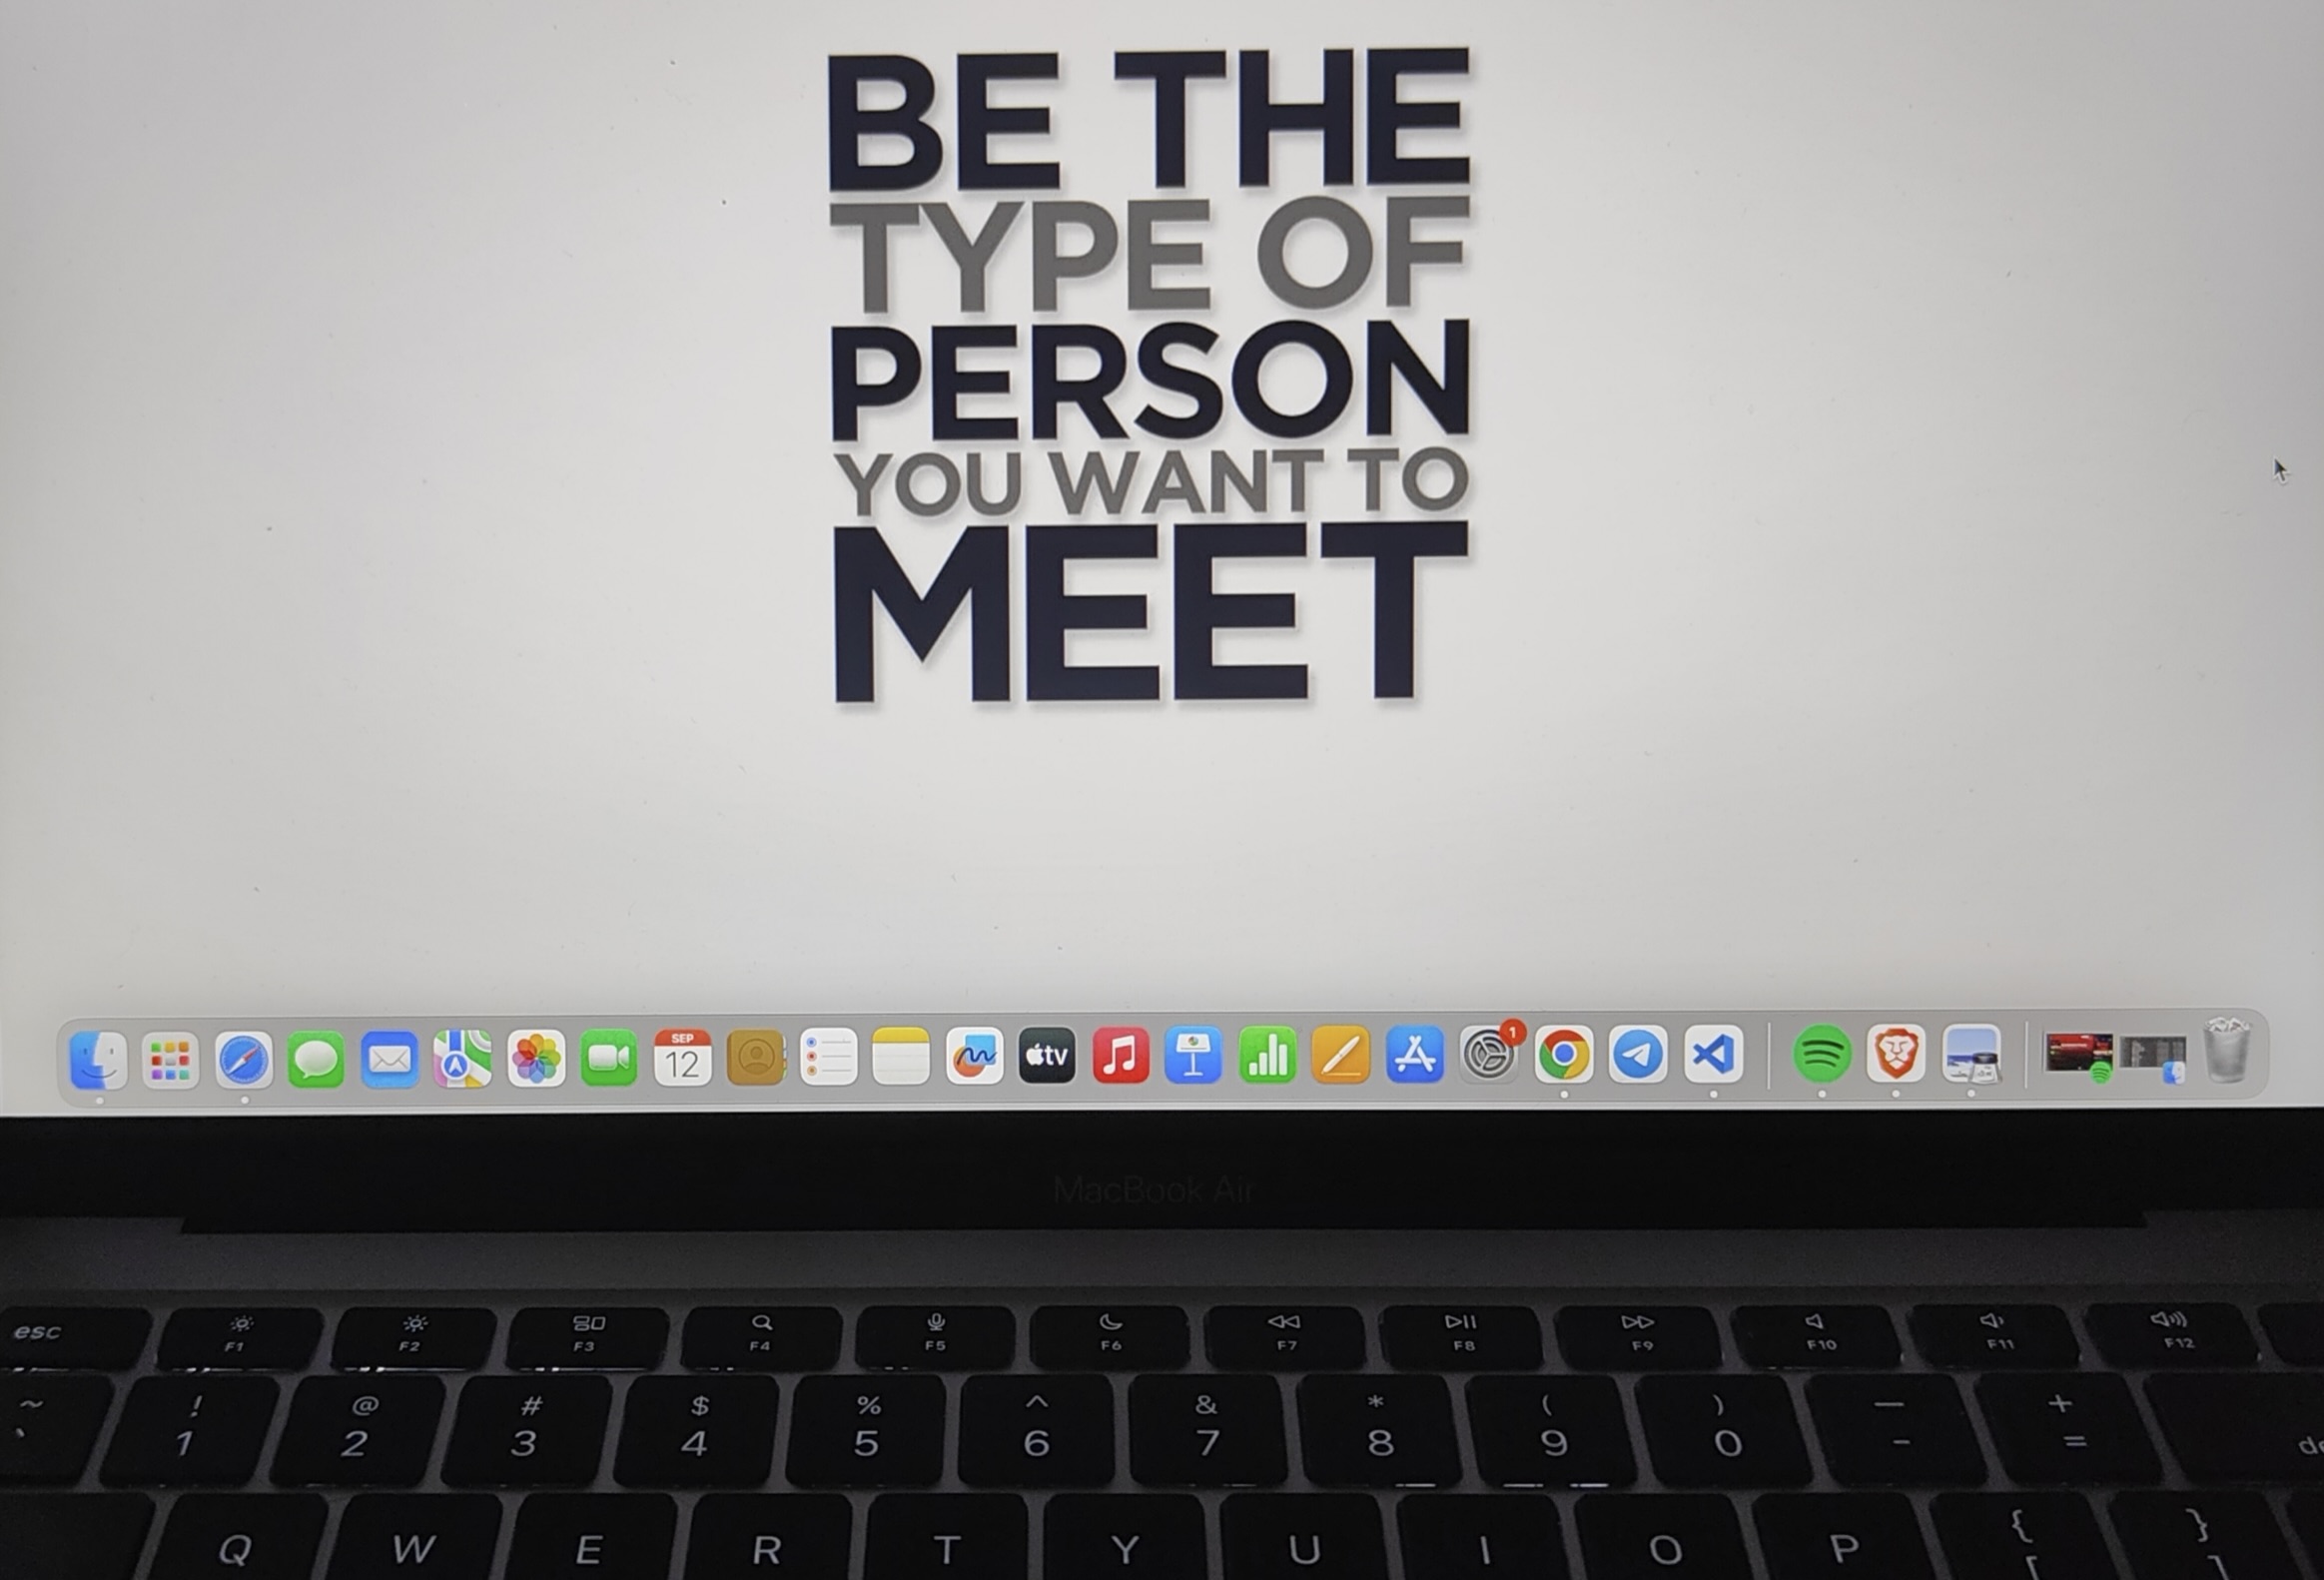 BE THE
TYPE OF
PERSON
YOU WANT TO
MEET
SEP
12
tv
1
MacBook Air
esc F1 F2 F3 F4 F5 F6 F7 F8 F9 F10 F11 F12
~ ! @ # $ % ^ & * ( ) — +
` 1 2 3 4 5 6 7 8 9 0 - =
Q W E R T Y U I O P { }
[ ]